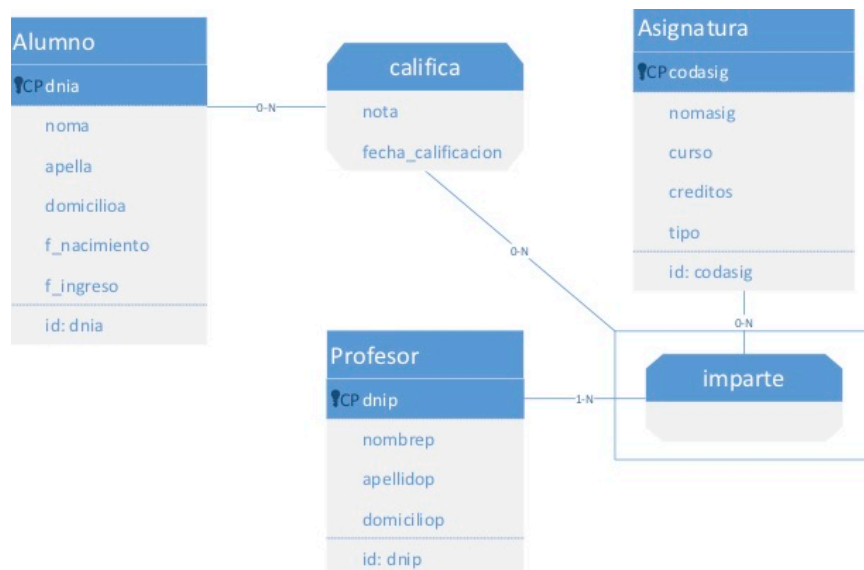 Alumno
CP dnia
noma
apella
domicilioa
f_nacimiento
f_ingreso
id: dnia
0-N
califica
nota
fecha_calificacion
0-N
Asignatura
CP codasig
nomasig
curso
creditos
tipo
id: codasig
0-N
Profesor
CP dnip
nombrep
apellidop
domiciliop
id: dnip
1-N
imparte